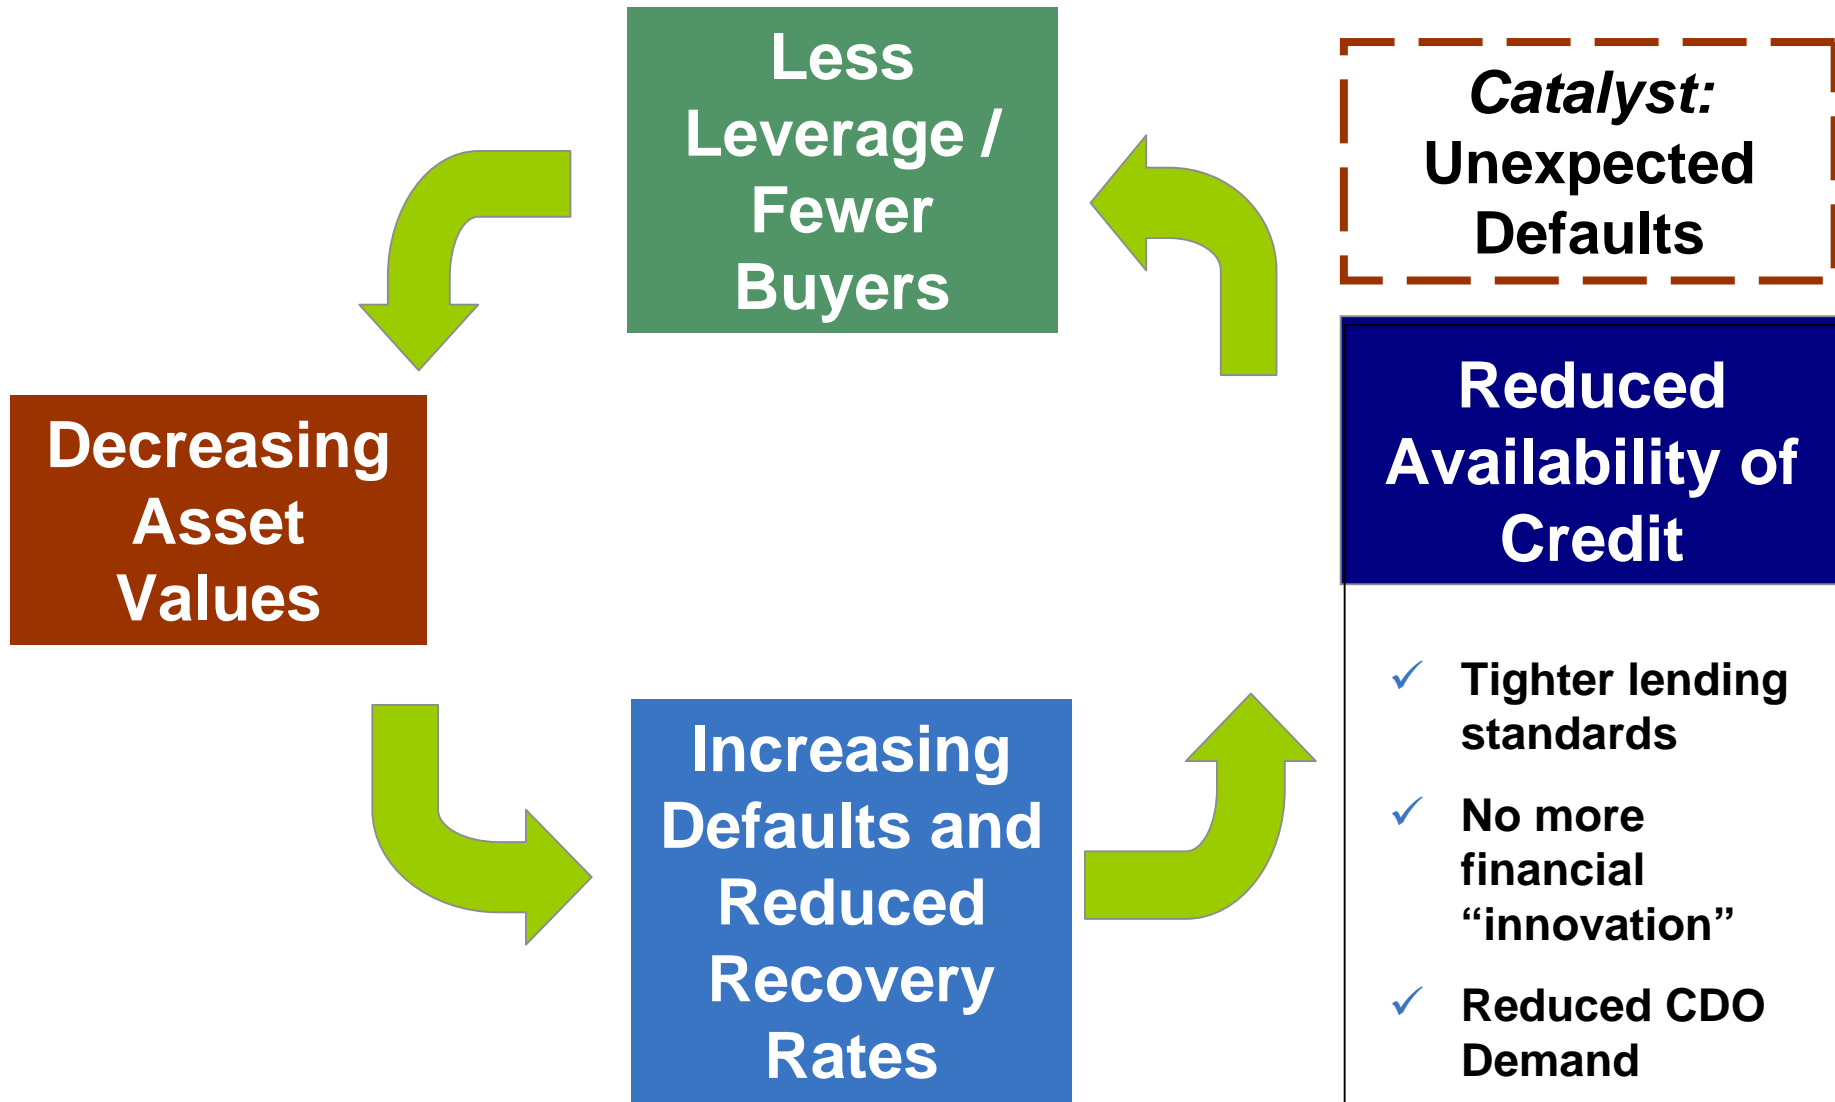 Less
Leverage /
Fewer
Buyers
Catalyst:
Unexpected
Defaults
Reduced
Availability of
Credit
Decreasing
Asset
Values
Increasing
Defaults and
Reduced
Recovery
Rates
✓ Tighter lending
standards
✓ No more
financial
“innovation”
✓ Reduced CDO
Demand